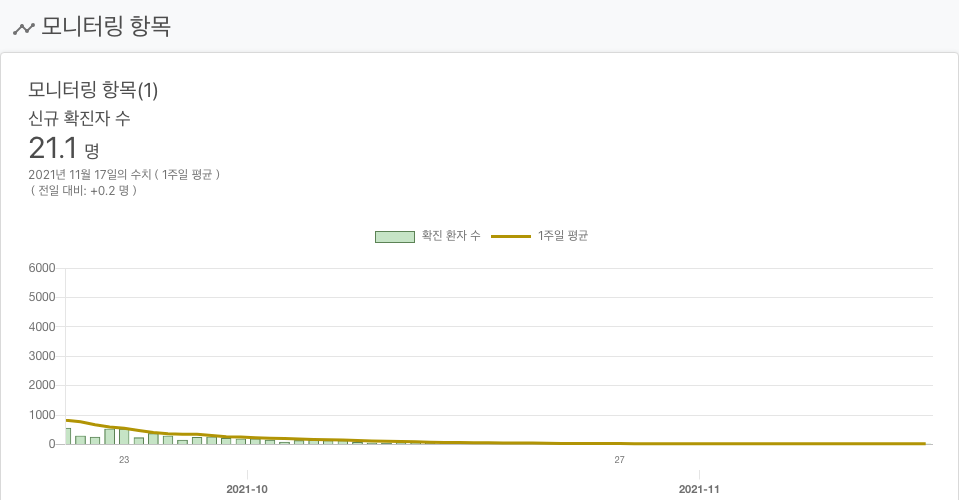 모니터링 항목
모니터링 항목(1)
신규 확진자 수
21.1 명
2021년 11월 17일의 수치 ( 1주일 평균 )
( 전일 대비: +0.2 명 )
확진 환자 수 1주일 평균
6000
5000
4000
3000
2000
1000
0
23 27
2021-10 2021-11